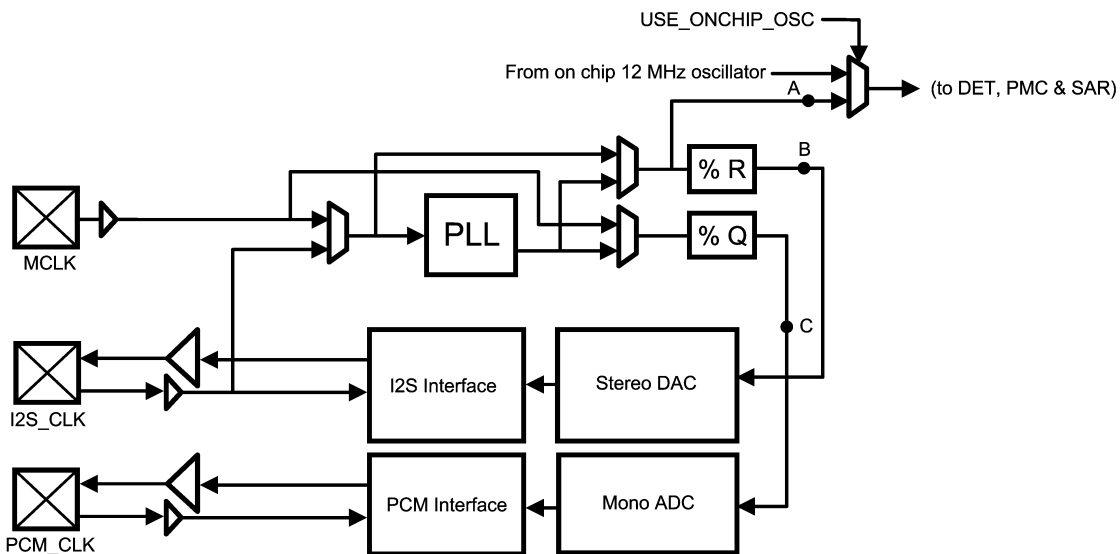 USE_ONCHIP_OSC
From on chip 12 MHz oscillator
(to DET, PMC & SAR)
A
B
% R
MCLK
PLL
% Q
C
I2S_CLK
I2S Interface
Stereo DAC
PCM_CLK
PCM Interface
Mono ADC